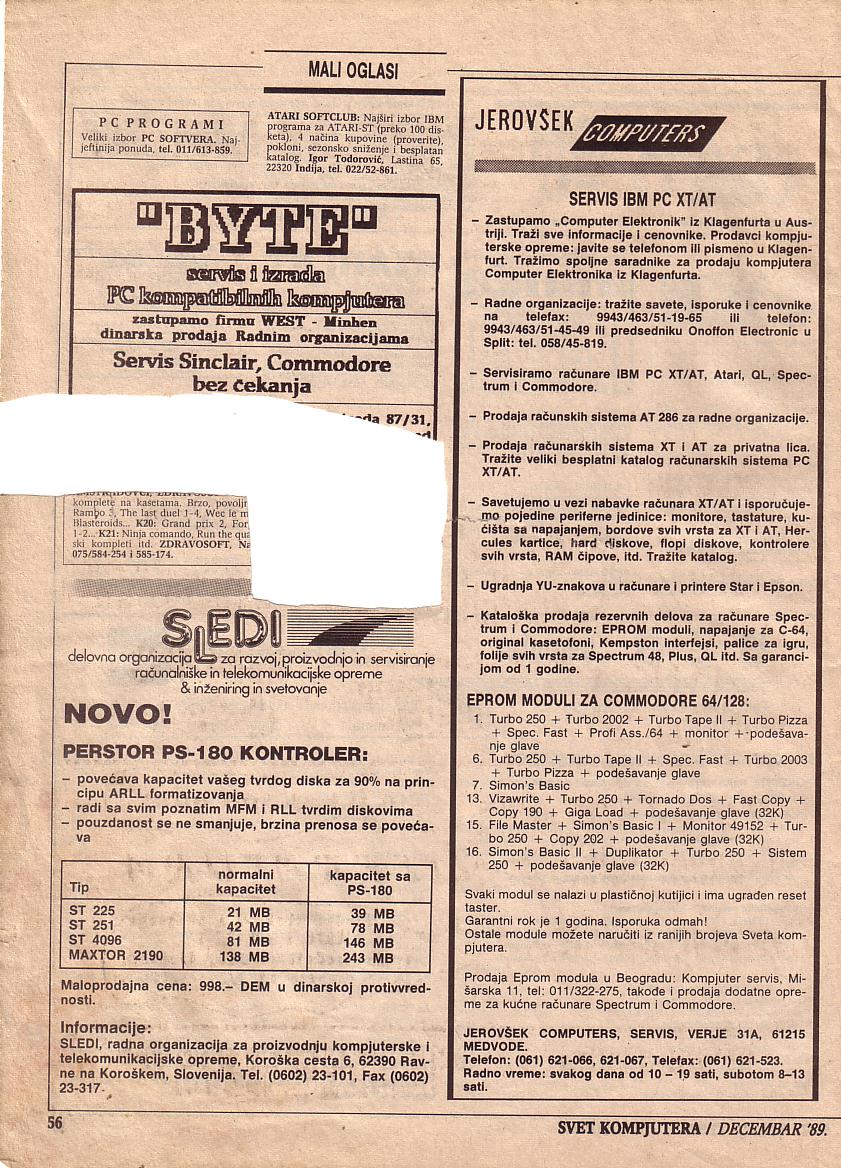 MALI OGLASI
PC PROGRAMI
Veliki izbor PC SOFTVERA. Naj-
jeftinija ponuda, tel. 011/613-859.
ATARI SOFTCLUB: Najširi izbor IBM
programa za ATARI-ST (preko 100 dis-
keta), 4 načina kupovine (proverite),
pokloni, sezonsko sniženje i besplatan
katalog. Igor Todorović, Lastina 65,
22320 Inđija, tel. 022/52-861.
"BYTE"
servis i izrada
PC kompatibilnih kompjutera
zastupamo firmu WEST - Minhen
dinarska prodaja Radnim organizacijama
Servis Sinclair, Commodore
bez čekanja
87/31,
komplete na kasetama. Brzo, povoljn
Rambo 3, The last duel 1-4, Wec le m
Blasteroids... K20: Grand prix 2, For
1-2... K21: Ninja comando, Run the qua
ski kompleti itd. ZDRAVOSOFT, Na
075/584-254 i 585-174.
SLEDI
delovna organizacija za razvoj, proizvodnjo in servisiranje
računalniške in telekomunikacijske opreme
& inženiring in svetovanje
NOVO!
PERSTOR PS-180 KONTROLER:
– povećava kapacitet vašeg tvrdog diska za 90% na prin-
cipu ARLL formatizovanja
– radi sa svim poznatim MFM i RLL tvrdim diskovima
– pouzdanost se ne smanjuje, brzina prenosa se poveća-
va
Tip normalni kapacitet kapacitet sa PS-180
ST 225 21 MB 39 MB
ST 251 42 MB 78 MB
ST 4096 81 MB 146 MB
MAXTOR 2190 138 MB 243 MB
Maloprodajna cena: 998.– DEM u dinarskoj protivvred-
nosti.
Informacije:
SLEDI, radna organizacija za proizvodnju kompjuterske i
telekomunikacijske opreme, Koroška cesta 6, 62390 Rav-
ne na Koroškem, Slovenija. Tel. (0602) 23-101, Fax (0602)
23-317.
JEROVŠEK COMPUTERS
SERVIS IBM PC XT/AT
– Zastupamo „Computer Elektronik" iz Klagenfurta u Aus-
triji. Traži sve informacije i cenovnike. Prodavci kompju-
terske opreme: javite se telefonom ili pismeno u Klagen-
furt. Tražimo spoljne saradnike za prodaju kompjutera
Computer Elektronika iz Klagenfurta.
– Radne organizacije: tražite savete, isporuke i cenovnike
na telefax: 9943/463/51-19-65 ili telefon:
9943/463/51-45-49 ili predsedniku Onoffon Electronic u
Split: tel. 058/45-819.
– Servisiramo računare IBM PC XT/AT, Atari, QL, Spec-
trum i Commodore.
– Prodaja računskih sistema AT 286 za radne organizacije.
– Prodaja računarskih sistema XT i AT za privatna lica.
Tražite veliki besplatni katalog računarskih sistema PC
XT/AT.
– Savetujemo u vezi nabavke računara XT/AT i isporučuje-
mo pojedine periferne jedinice: monitore, tastature, ku-
ćišta sa napajanjem, bordove svih vrsta za XT i AT, Her-
cules kartice, hard diskove, flopi diskove, kontrolere
svih vrsta, RAM čipove, itd. Tražite katalog.
– Ugradnja YU-znakova u računare i printere Star i Epson.
– Kataloška prodaja rezervnih delova za računare Spec-
trum i Commodore: EPROM moduli, napajanje za C-64,
original kasetofoni, Kempston interfejsi, palice za igru,
folije svih vrsta za Spectrum 48, Plus, QL itd. Sa garanci-
jom od 1 godine.
EPROM MODULI ZA COMMODORE 64/128:
1. Turbo 250 + Turbo 2002 + Turbo Tape II + Turbo Pizza
+ Spec. Fast + Profi Ass./64 + monitor + podešava-
nje glave
6. Turbo 250 + Turbo Tape II + Spec. Fast + Turbo 2003
+ Turbo Pizza + podešavanje glave
7. Simon's Basic
13. Vizawrite + Turbo 250 + Tornado Dos + Fast Copy +
Copy 190 + Giga Load + podešavanje glave (32K)
15. File Master + Simon's Basic I + Monitor 49152 + Tur-
bo 250 + Copy 202 + podešavanje glave (32K)
16. Simon's Basic II + Duplikator + Turbo 250 + Sistem
250 + podešavanje glave (32K)
Svaki modul se nalazi u plastičnoj kutijici i ima ugrađen reset
taster.
Garantni rok je 1 godina. Isporuka odmah!
Ostale module možete naručiti iz ranijih brojeva Sveta kom-
pjutera.
Prodaja Eprom modula u Beogradu: Kompjuter servis, Mi-
šarska 11, tel: 011/322-275, takođe i prodaja dodatne opre-
me za kućne računare Spectrum i Commodore.
JEROVŠEK COMPUTERS, SERVIS, VERJE 31A, 61215
MEDVODE.
Telefon: (061) 621-066, 621-067, Telefax: (061) 621-523.
Radno vreme: svakog dana od 10 – 19 sati, subotom 8–13
sati.
56
SVET KOMPJUTERA / DECEMBAR '89.